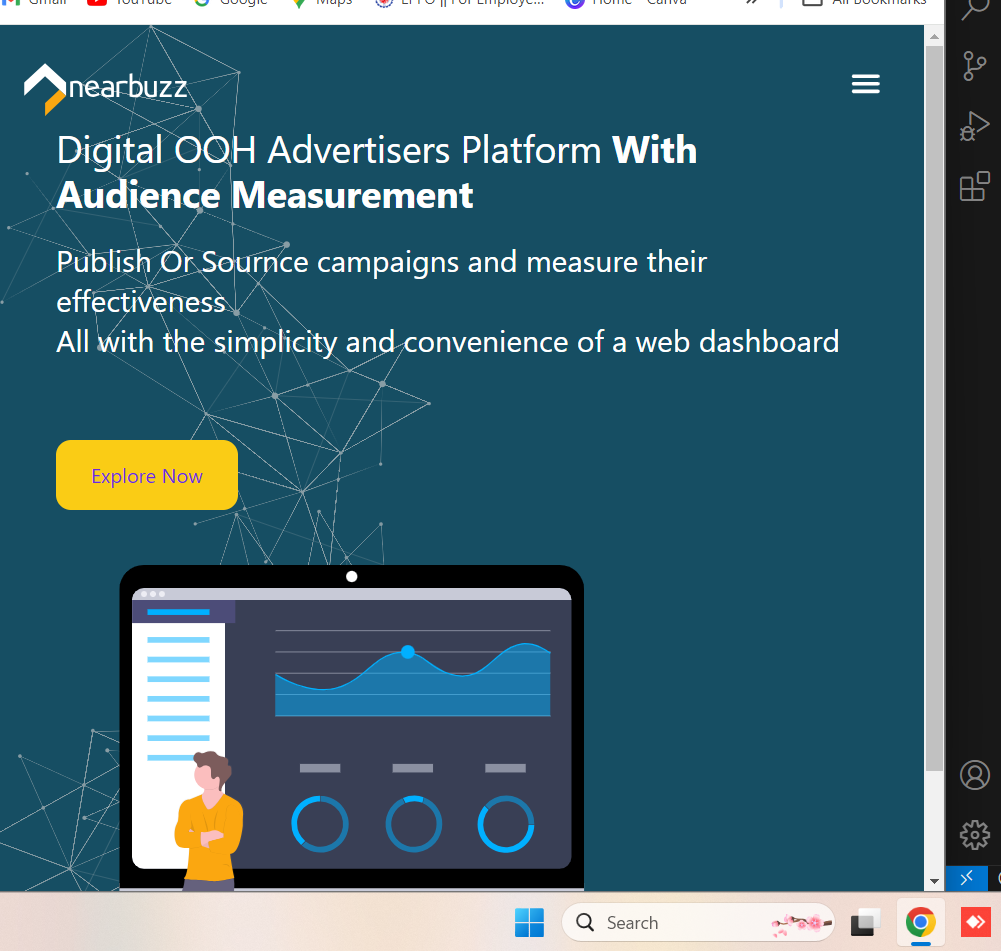 Gmail YouTube Google Maps EPFO || For Employe... Home - Canva » All Bookmarks
nearbuzz
Digital OOH Advertisers Platform With
Audience Measurement
Publish Or Sournce campaigns and measure their
effectiveness
All with the simplicity and convenience of a web dashboard
Explore Now
Search